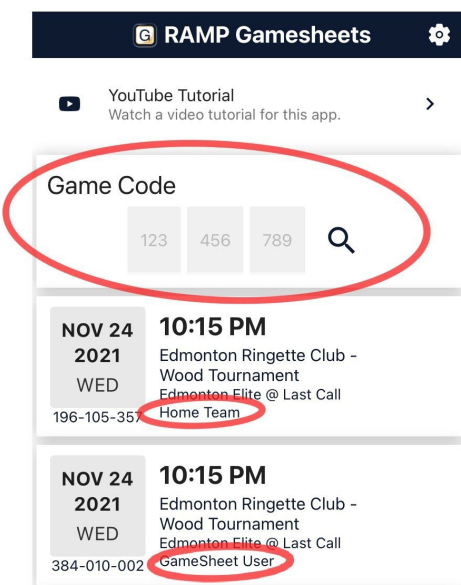 G RAMP Gamesheets
YouTube Tutorial
Watch a video tutorial for this app.
Game Code
123 456 789
NOV 24
2021
WED
196-105-357
10:15 PM
Edmonton Ringette Club -
Wood Tournament
Edmonton Elite @ Last Call
Home Team
NOV 24
2021
WED
384-010-002
10:15 PM
Edmonton Ringette Club -
Wood Tournament
Edmonton Elite @ Last Call
GameSheet User